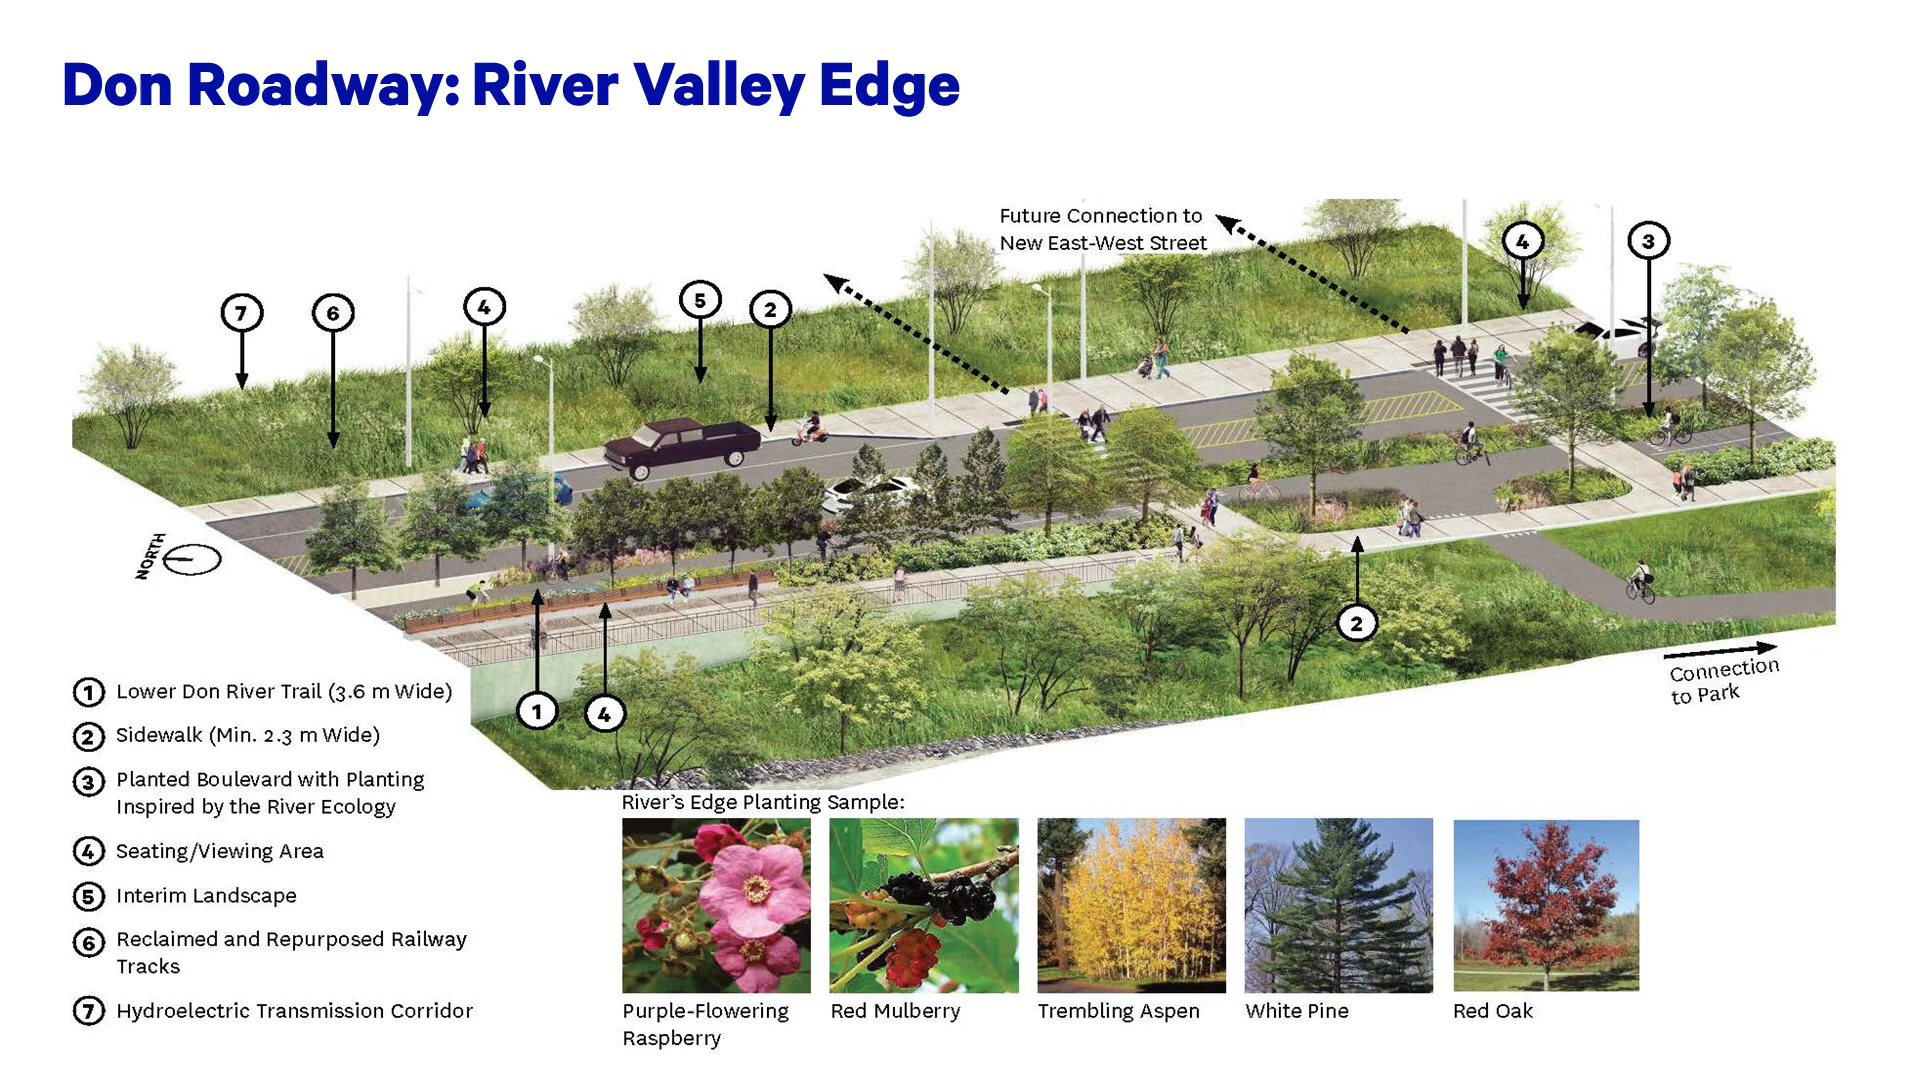 Don Roadway: River Valley Edge
Future Connection to
New East-West Street
4
3
7
6
4
5
2
NORTH
2
Connection
to Park
1
4
1 Lower Don River Trail (3.6 m Wide)
2 Sidewalk (Min. 2.3 m Wide)
3 Planted Boulevard with Planting
Inspired by the River Ecology
4 Seating/Viewing Area
5 Interim Landscape
6 Reclaimed and Repurposed Railway
Tracks
7 Hydroelectric Transmission Corridor
River’s Edge Planting Sample:
Purple-Flowering
Raspberry
Red Mulberry
Trembling Aspen
White Pine
Red Oak